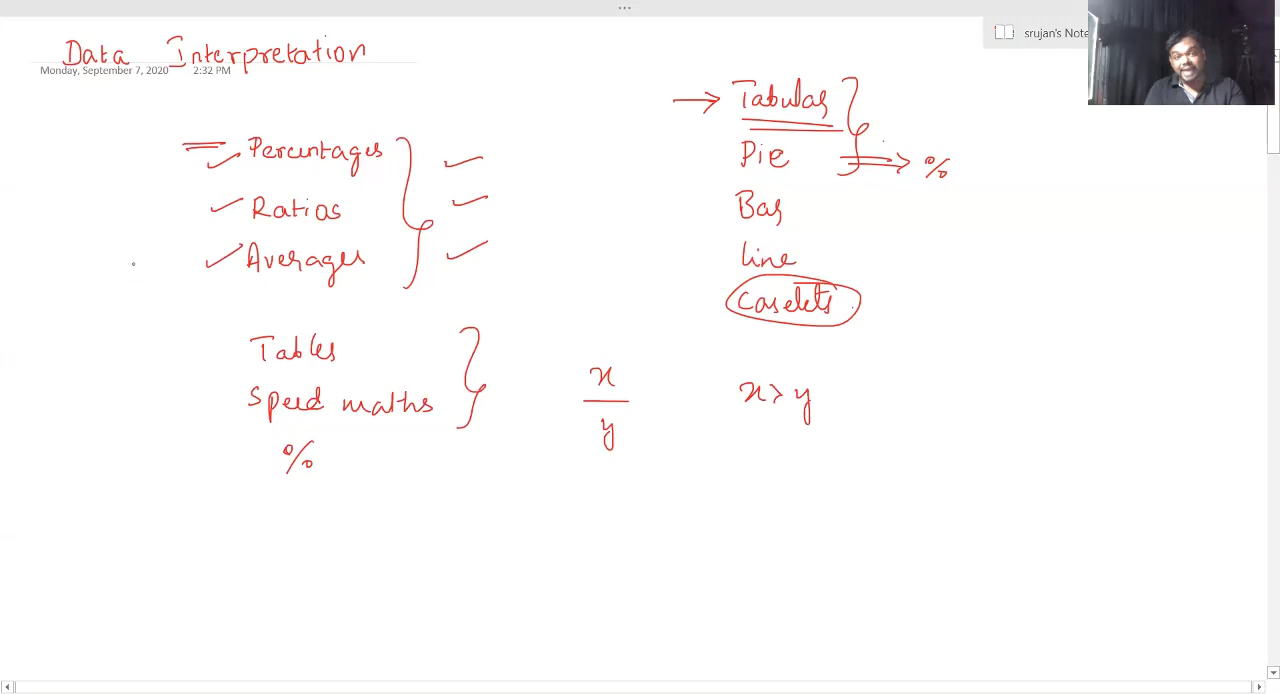 Data Interpretation
Monday, September 7, 2020 2:32 PM
srujan's Note
Percentages
Ratios
Averages
Tables
Speed maths
%
x
y
x > y
Tabular
Pie
%
Bar
Line
Caselets